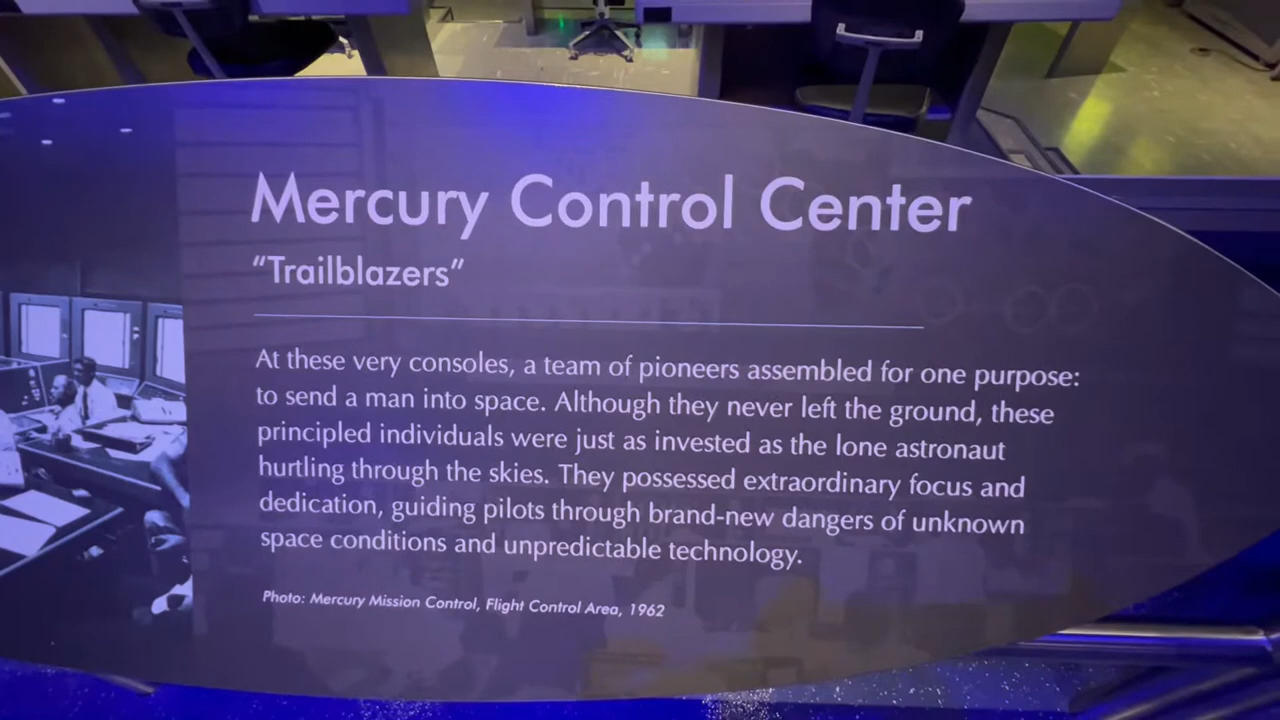 Mercury Control Center
“Trailblazers”
At these very consoles, a team of pioneers assembled for one purpose:
to send a man into space. Although they never left the ground, these
principled individuals were just as invested as the lone astronaut
hurtling through the skies. They possessed extraordinary focus and
dedication, guiding pilots through brand-new dangers of unknown
space conditions and unpredictable technology.
Photo: Mercury Mission Control, Flight Control Area, 1962